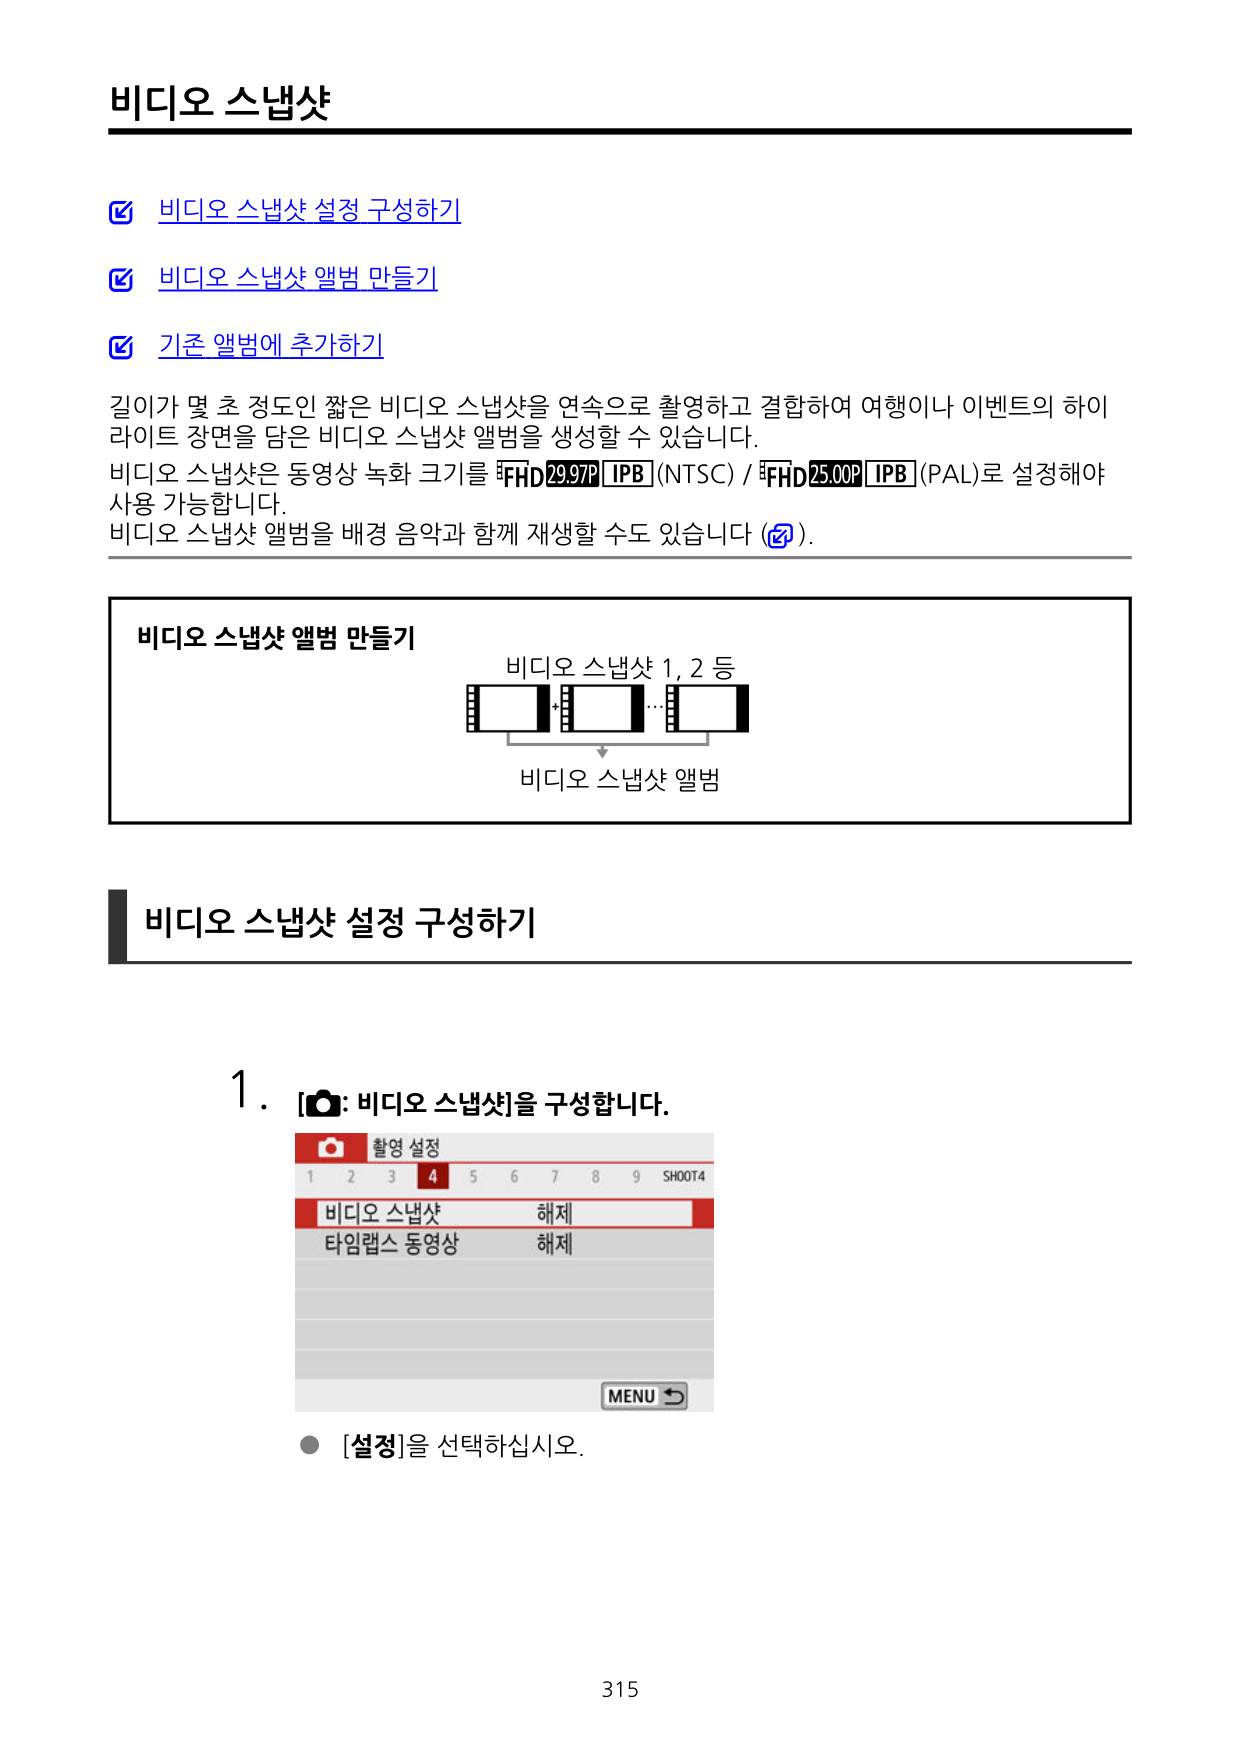 비디오 스냅샷
비디오 스냅샷 설정 구성하기
비디오 스냅샷 앨범 만들기
기존 앨범에 추가하기
길이가 몇 초 정도인 짧은 비디오 스냅샷을 연속으로 촬영하고 결합하여 여행이나 이벤트의 하이
라이트 장면을 담은 비디오 스냅샷 앨범을 생성할 수 있습니다.
비디오 스냅샷은 동영상 녹화 크기를 FHD 29.97P IPB (NTSC) / FHD 25.00P IPB (PAL)로 설정해야
사용 가능합니다.
비디오 스냅샷 앨범을 배경 음악과 함께 재생할 수도 있습니다 ( ).
비디오 스냅샷 앨범 만들기
비디오 스냅샷 1, 2 등
+ ...
비디오 스냅샷 앨범
비디오 스냅샷 설정 구성하기
1. [ : 비디오 스냅샷]을 구성합니다.
촬영 설정
1 2 3 4 5 6 7 8 9 SHOOT4
비디오 스냅샷 해제
타임랩스 동영상 해제
MENU
● [설정]을 선택하십시오.
315